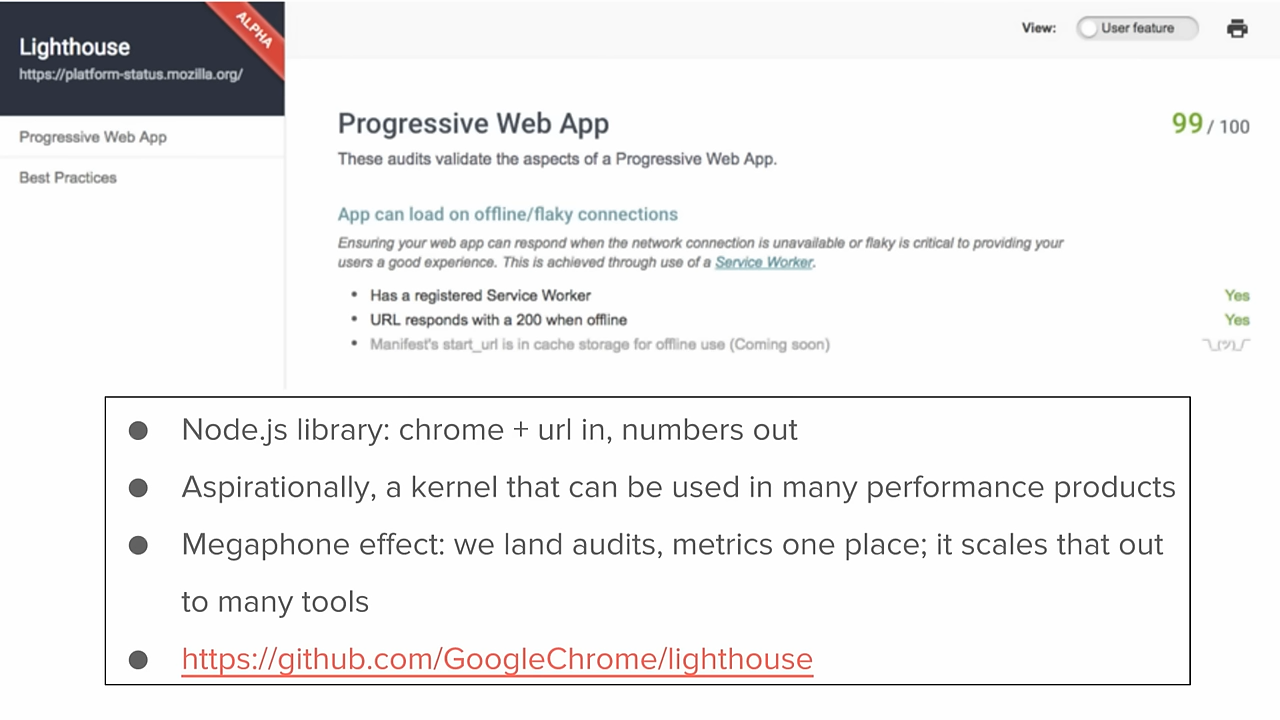 Lighthouse
https://platform-status.mozilla.org/
ALPHA
Progressive Web App
Best Practices
View:
User feature
Progressive Web App
99 / 100
These audits validate the aspects of a Progressive Web App.
App can load on offline/flaky connections
Ensuring your web app can respond when the network connection is unavailable or flaky is critical to providing your
users a good experience. This is achieved through use of a Service Worker.
• Has a registered Service Worker Yes
• URL responds with a 200 when offline Yes
• Manifest's start_url is in cache storage for offline use (Coming soon) ¯\_(ツ)_/¯
● Node.js library: chrome + url in, numbers out
● Aspirationally, a kernel that can be used in many performance products
● Megaphone effect: we land audits, metrics one place; it scales that out
to many tools
● https://github.com/GoogleChrome/lighthouse